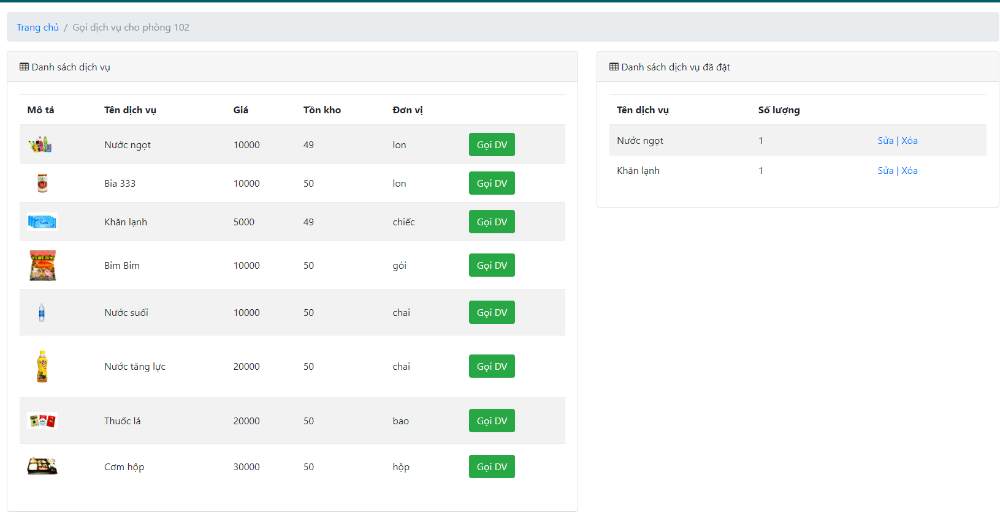 Trang chủ / Gọi dịch vụ cho phòng 102
Danh sách dịch vụ
Mô tả Tên dịch vụ Giá Tồn kho Đơn vị
Nước ngọt 10000 49 lon Gọi DV
Bia 333 10000 50 lon Gọi DV
Khăn lạnh 5000 49 chiếc Gọi DV
Bim Bim 10000 50 gói Gọi DV
Nước suối 10000 50 chai Gọi DV
Nước tăng lực 20000 50 chai Gọi DV
Thuốc lá 20000 50 bao Gọi DV
Cơm hộp 30000 50 hộp Gọi DV
Danh sách dịch vụ đã đặt
Tên dịch vụ Số lượng
Nước ngọt 1 Sửa | Xóa
Khăn lạnh 1 Sửa | Xóa